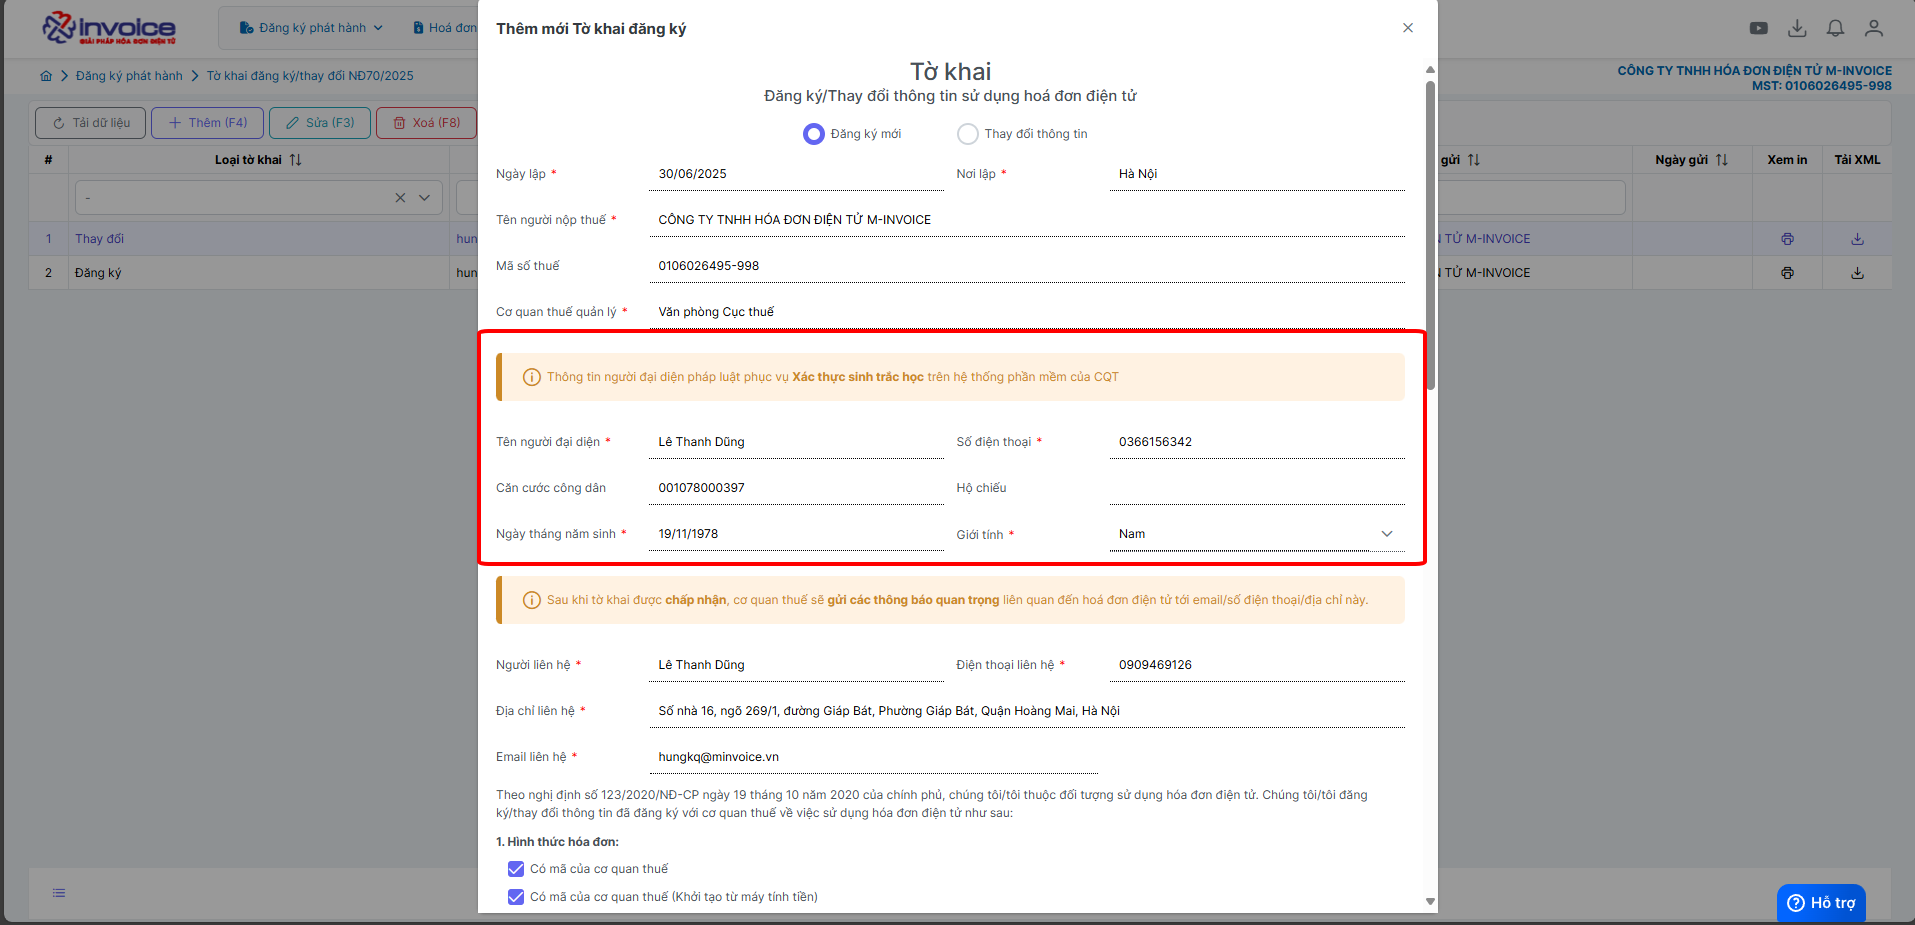 invoice
GIẢI PHÁP HÓA ĐƠN ĐIỆN TỬ
Đăng ký phát hành
Hoá đơn
Đăng ký phát hành
Tờ khai đăng ký/thay đổi NĐ70/2025
CÔNG TY TNHH HÓA ĐƠN ĐIỆN TỬ M-INVOICE
MST: 0106026495-998
Tải dữ liệu
Thêm (F4)
Sửa (F3)
Xoá (F8)
#
Loại tờ khai
gửi
Ngày gửi
Xem in
Tải XML
-
1
Thay đổi
hun
TỬ M-INVOICE
2
Đăng ký
hun
TỬ M-INVOICE
Thêm mới Tờ khai đăng ký
Tờ khai
Đăng ký/Thay đổi thông tin sử dụng hoá đơn điện tử
Đăng ký mới
Thay đổi thông tin
Ngày lập *
30/06/2025
Nơi lập *
Hà Nội
Tên người nộp thuế *
CÔNG TY TNHH HÓA ĐƠN ĐIỆN TỬ M-INVOICE
Mã số thuế
0106026495-998
Cơ quan thuế quản lý *
Văn phòng Cục thuế
Thông tin người đại diện pháp luật phục vụ Xác thực sinh trắc học trên hệ thống phần mềm của CQT
Tên người đại diện *
Lê Thanh Dũng
Số điện thoại *
0366156342
Căn cước công dân
001078000397
Hộ chiếu
Ngày tháng năm sinh *
19/11/1978
Giới tính *
Nam
Sau khi tờ khai được chấp nhận, cơ quan thuế sẽ gửi các thông báo quan trọng liên quan đến hoá đơn điện tử tới email/số điện thoại/địa chỉ này.
Người liên hệ *
Lê Thanh Dũng
Điện thoại liên hệ *
0909469126
Địa chỉ liên hệ *
Số nhà 16, ngõ 269/1, đường Giáp Bát, Phường Giáp Bát, Quận Hoàng Mai, Hà Nội
Email liên hệ *
hungkq@minvoice.vn
Theo nghị định số 123/2020/NĐ-CP ngày 19 tháng 10 năm 2020 của chính phủ, chúng tôi/tôi thuộc đối tượng sử dụng hóa đơn điện tử. Chúng tôi/tôi đăng
ký/thay đổi thông tin đã đăng ký với cơ quan thuế về việc sử dụng hóa đơn điện tử như sau:
1. Hình thức hóa đơn:
Có mã của cơ quan thuế
Có mã của cơ quan thuế (Khởi tạo từ máy tính tiền)
Hỗ trợ